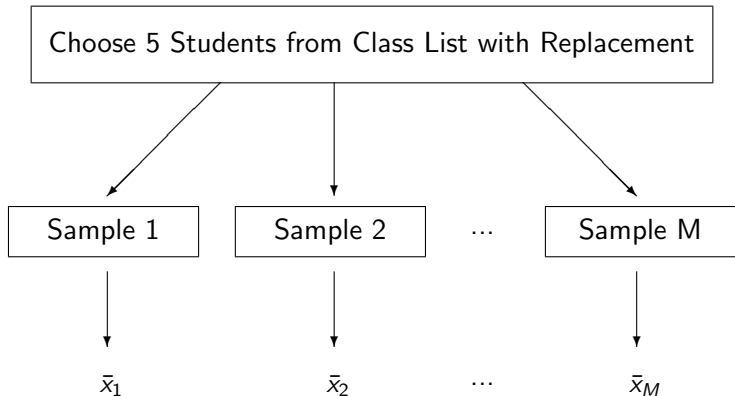 Choose 5 Students from Class List with Replacement
Sample 1 Sample 2 ... Sample M
x̄₁ x̄₂ ... x̄_M